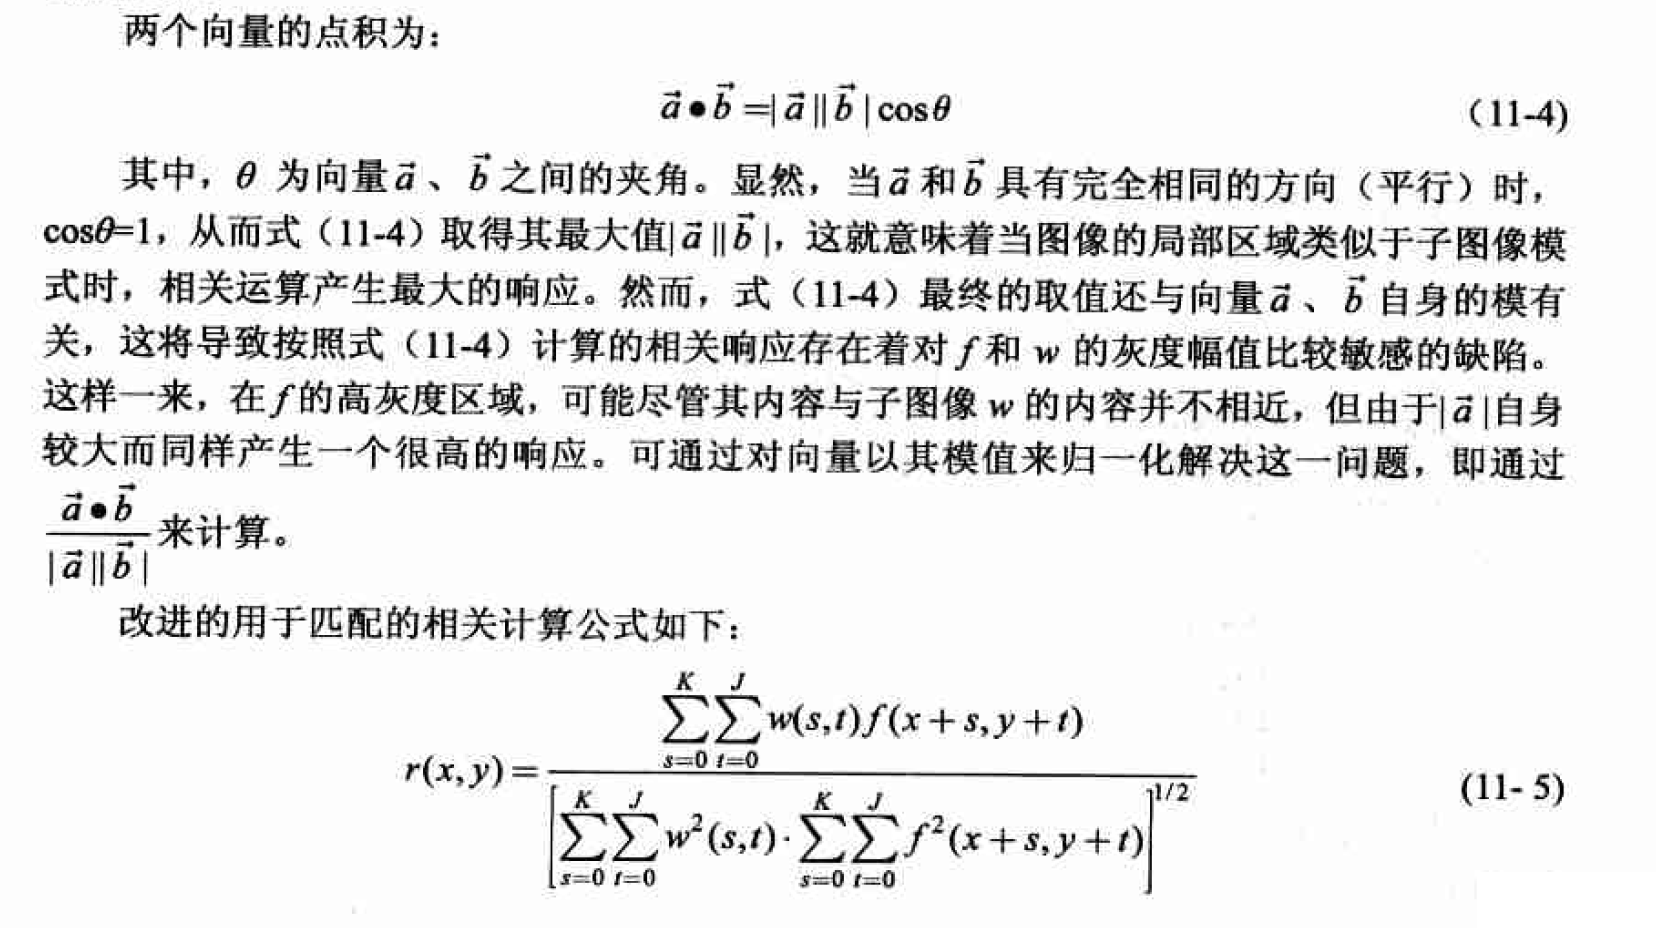 两个向量的点积为：
$\vec{a} \bullet \vec{b} = |\vec{a}||\vec{b}|\cos\theta$ （11-4)
其中，θ 为向量 $\vec{a}$ 、 $\vec{b}$ 之间的夹角。显然，当 $\vec{a}$ 和 $\vec{b}$ 具有完全相同的方向（平行）时，
cosθ=1，从而式（11-4）取得其最大值 $|\vec{a}||\vec{b}|$，这就意味着当图像的局部区域类似于子图像模
式时，相关运算产生最大的响应。然而，式（11-4）最终的取值还与向量 $\vec{a}$ 、 $\vec{b}$ 自身的模有
关，这将导致按照式（11-4）计算的相关响应存在着对 f 和 w 的灰度幅值比较敏感的缺陷。
这样一来，在 f 的高灰度区域，可能尽管其内容与子图像 w 的内容并不相近，但由于 $|\vec{a}|$ 自身
较大而同样产生一个很高的响应。可通过对向量以其模值来归一化解决这一问题，即通过
$\frac{\vec{a} \bullet \vec{b}}{|\vec{a}||\vec{b}|}$ 来计算。
改进的用于匹配的相关计算公式如下：
$r(x,y) = \frac{\sum_{s=0}^{K}\sum_{t=0}^{J} w(s,t)f(x+s,y+t)}{\left[\sum_{s=0}^{K}\sum_{t=0}^{J} w^2(s,t) \cdot \sum_{s=0}^{K}\sum_{t=0}^{J} f^2(x+s,y+t)\right]^{1/2}}$ (11- 5)